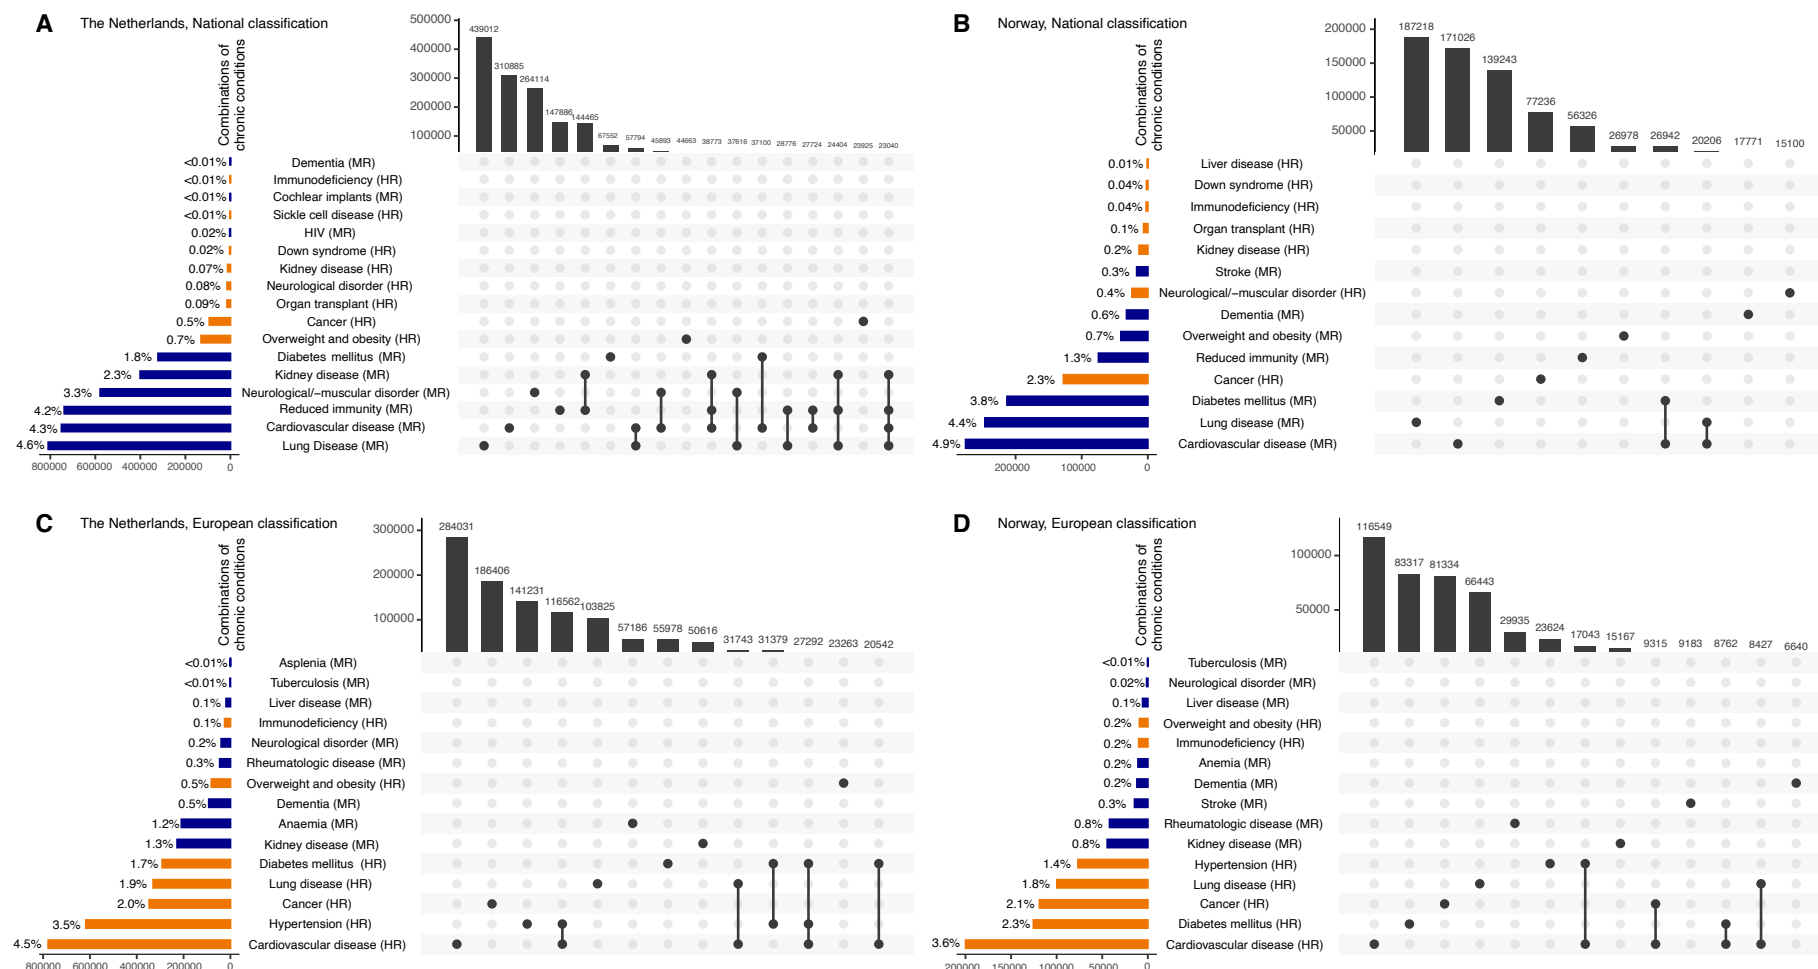 A The Netherlands, National classification
Combinations of
chronic conditions
500000
400000
300000
200000
100000
439012 310885 264114 147886 144465 67552 57794 45893 44663 38773 37616 37100 28776 27724 24404 23925 23040
<0.01% Dementia (MR)
<0.01% Immunodeficiency (HR)
<0.01% Cochlear implants (MR)
<0.01% Sickle cell disease (HR)
0.02% HIV (MR)
0.02% Down syndrome (HR)
0.07% Kidney disease (HR)
0.08% Neurological disorder (HR)
0.09% Organ transplant (HR)
0.5% Cancer (HR)
0.7% Overweight and obesity (HR)
1.8% Diabetes mellitus (MR)
2.3% Kidney disease (MR)
3.3% Neurological/−muscular disorder (MR)
4.2% Reduced immunity (MR)
4.3% Cardiovascular disease (MR)
4.6% Lung Disease (MR)
800000 600000 400000 200000 0
B Norway, National classification
Combinations of
chronic conditions
200000
150000
100000
50000
187218 171026 139243 77236 56326 26978 26942 20206 17771 15100
0.01% Liver disease (HR)
0.04% Down syndrome (HR)
0.04% Immunodeficiency (HR)
0.1% Organ transplant (HR)
0.2% Kidney disease (HR)
0.3% Stroke (MR)
0.4% Neurological/−muscular disorder (HR)
0.6% Dementia (MR)
0.7% Overweight and obesity (MR)
1.3% Reduced immunity (MR)
2.3% Cancer (HR)
3.8% Diabetes mellitus (MR)
4.4% Lung disease (MR)
4.9% Cardiovascular disease (MR)
200000 100000 0
C The Netherlands, European classification
Combinations of
chronic conditions
300000
200000
100000
284031 186406 141231 116562 103825 57186 55978 50616 31743 31379 27292 23263 20542
<0.01% Asplenia (MR)
<0.01% Tuberculosis (MR)
0.1% Liver disease (MR)
0.1% Immunodeficiency (HR)
0.2% Neurological disorder (MR)
0.3% Rheumatologic disease (MR)
0.5% Overweight and obesity (HR)
0.5% Dementia (MR)
1.2% Anaemia (MR)
1.3% Kidney disease (MR)
1.7% Diabetes mellitus (HR)
1.9% Lung disease (HR)
2.0% Cancer (HR)
3.5% Hypertension (HR)
4.5% Cardiovascular disease (HR)
800000 600000 400000 200000 0
D Norway, European classification
Combinations of
chronic conditions
100000
50000
116549 83317 81334 66443 29935 23624 17043 15167 9315 9183 8762 8427 6640
<0.01% Tuberculosis (MR)
0.02% Neurological disorder (MR)
0.1% Liver disease (MR)
0.2% Overweight and obesity (HR)
0.2% Immunodeficiency (HR)
0.2% Anemia (MR)
0.2% Dementia (MR)
0.3% Stroke (MR)
0.8% Rheumatologic disease (MR)
0.8% Kidney disease (MR)
1.4% Hypertension (HR)
1.8% Lung disease (HR)
2.1% Cancer (HR)
2.3% Diabetes mellitus (HR)
3.6% Cardiovascular disease (HR)
200000 150000 100000 50000 0